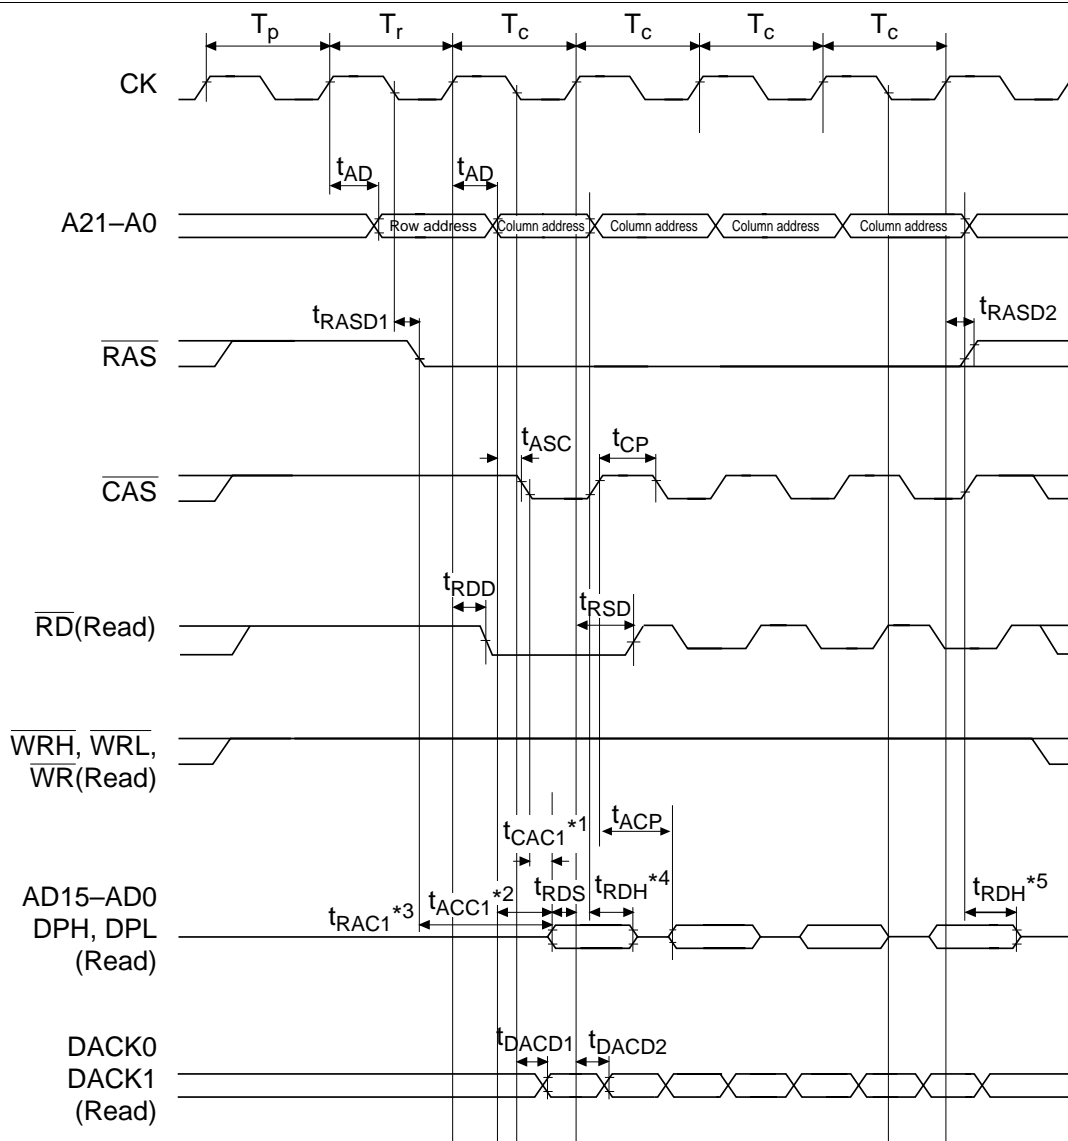 Tp Tr Tc Tc Tc Tc
CK
tAD tAD
A21–A0 Row address Column address Column address Column address Column address
tRASD1 tRASD2
RAS
tASC tCP
CAS
tRDD tRSD
RD(Read)
WRH, WRL,
WR(Read)
tCAC1*1 tACP
AD15–AD0 tRAC1*3 tACC1*2 tRDS tRDH*4 tRDH*5
DPH, DPL
(Read)
DACK0 tDACD1 tDACD2
DACK1
(Read)